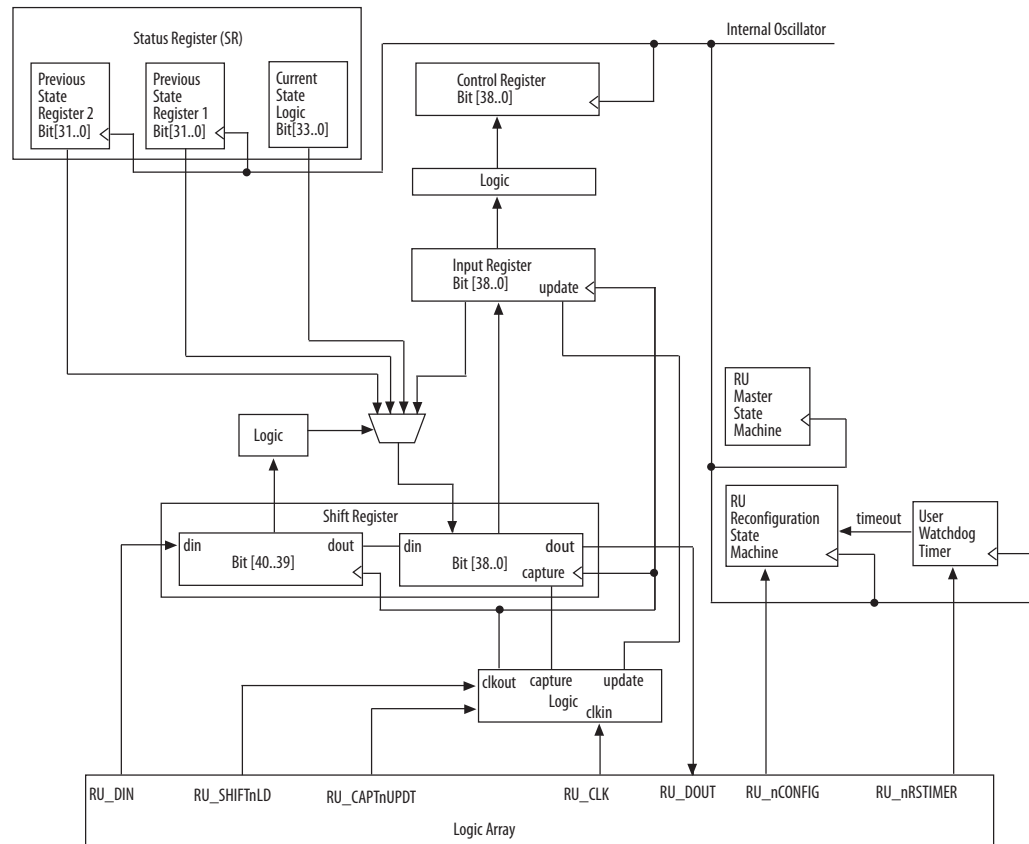 Status Register (SR)
Internal Oscillator
Previous
State
Register 2
Bit[31..0]
Previous
State
Register 1
Bit[31..0]
Current
State
Logic
Bit[33..0]
Control Register
Bit [38..0]
Logic
Input Register
Bit [38..0]
update
RU
Master
State
Machine
Logic
Shift Register
din
dout
Bit [40..39]
din
dout
Bit [38..0]
capture
RU
Reconfiguration
State
Machine
timeout
User
Watchdog
Timer
clkout
capture
update
Logic
clkin
RU_DIN
RU_SHIFTnLD
RU_CAPTnUPDT
RU_CLK
RU_DOUT
RU_nCONFIG
RU_nRSTIMER
Logic Array